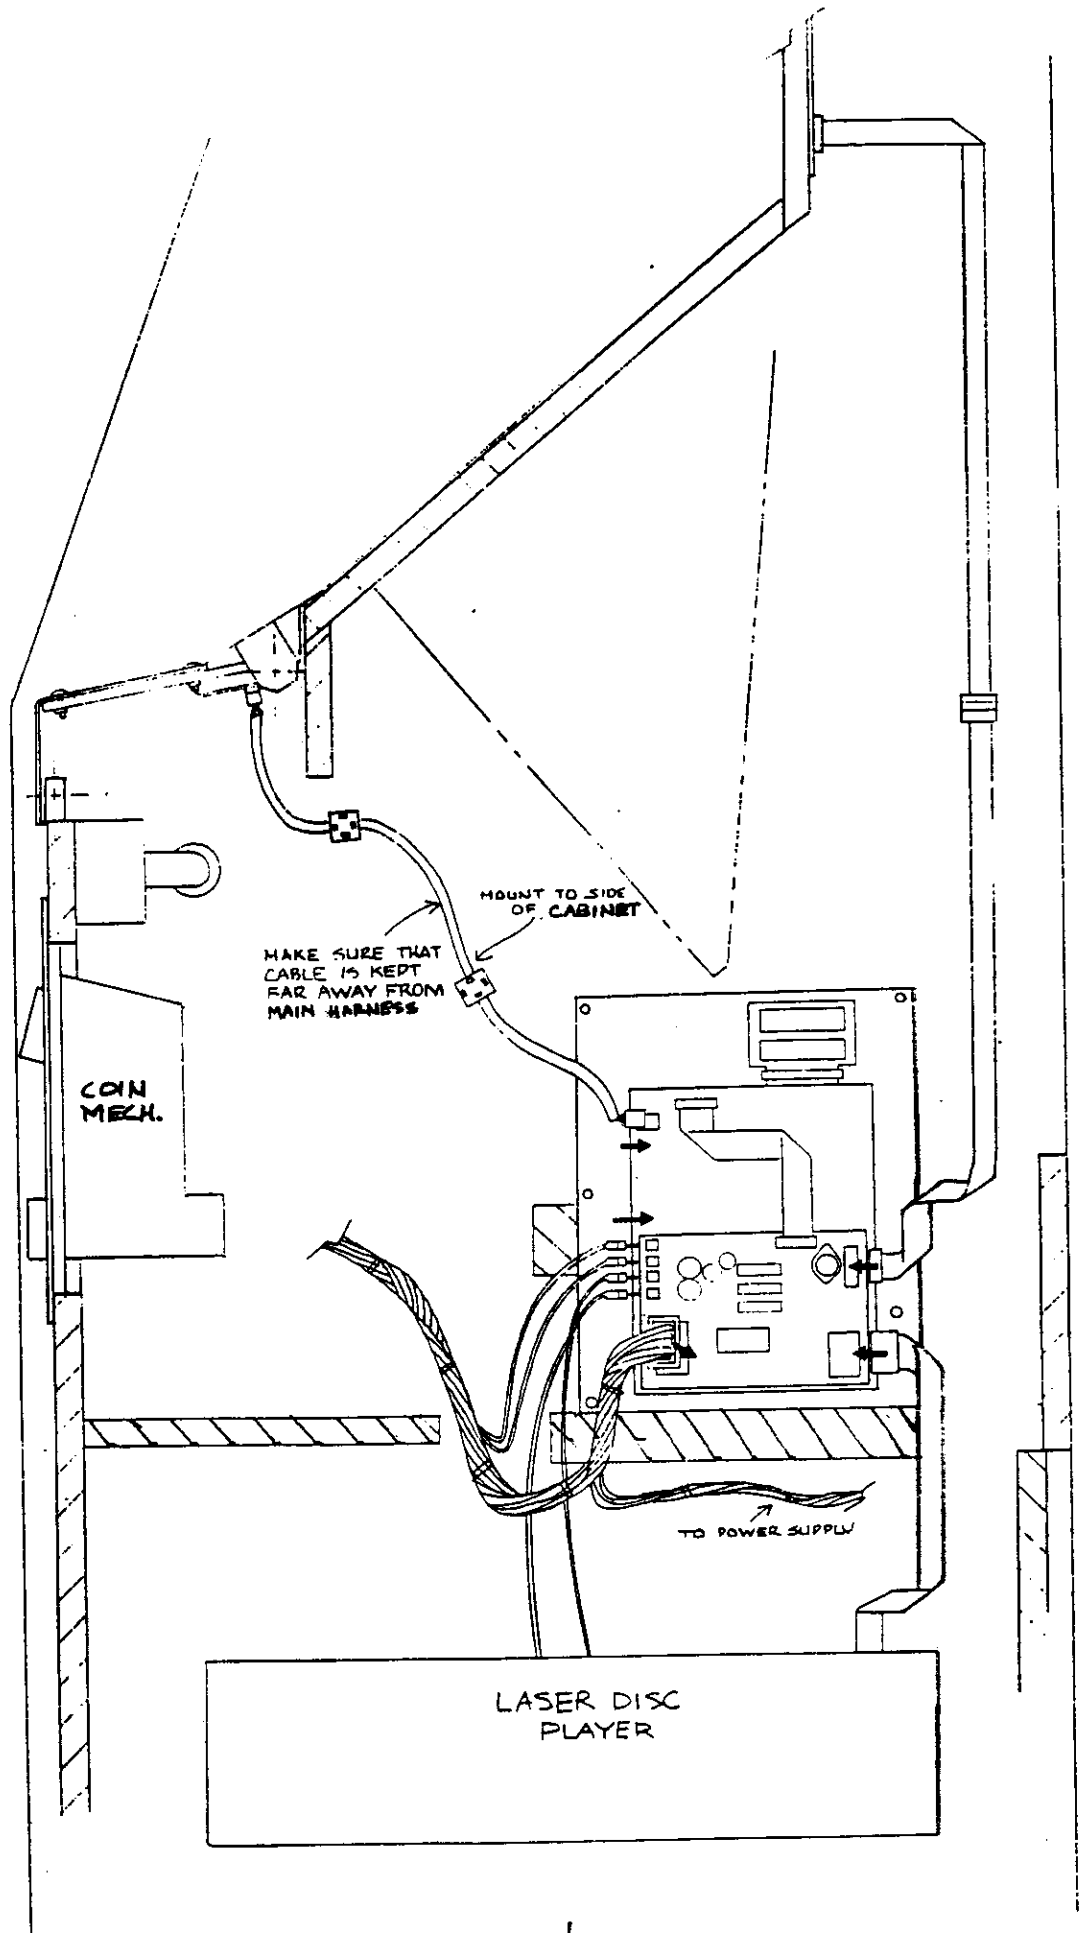 MOUNT TO SIDE
OF CABINET
MAKE SURE THAT
CABLE IS KEPT
FAR AWAY FROM
MAIN HARNESS
COIN
MECH.
TO POWER SUPPLY
LASER DISC
PLAYER